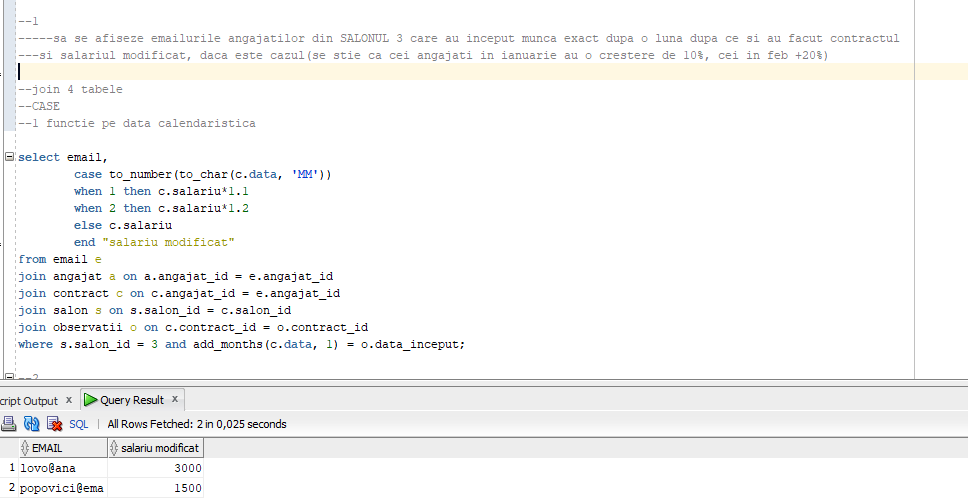 --1
-----sa se afiseze emailurile angajatilor din SALONUL 3 care au inceput munca exact dupa o luna dupa ce si au facut contractul
---si salariul modificat, daca este cazul(se stie ca cei angajati in ianuarie au o crestere de 10%, cei in feb +20%)
--join 4 tabele
--CASE
--1 functie pe data calendaristica
select email,
case to_number(to_char(c.data, 'MM'))
when 1 then c.salariu*1.1
when 2 then c.salariu*1.2
else c.salariu
end "salariu modificat"
from email e
join angajat a on a.angajat_id = e.angajat_id
join contract c on c.angajat_id = e.angajat_id
join salon s on s.salon_id = c.salon_id
join observatii o on c.contract_id = o.contract_id
where s.salon_id = 3 and add_months(c.data, 1) = o.data_inceput;
--2
cript Output x Query Result x
SQL | All Rows Fetched: 2 in 0,025 seconds
EMAIL salariu modificat
1 lovo@ana 3000
2 popovici@ema 1500